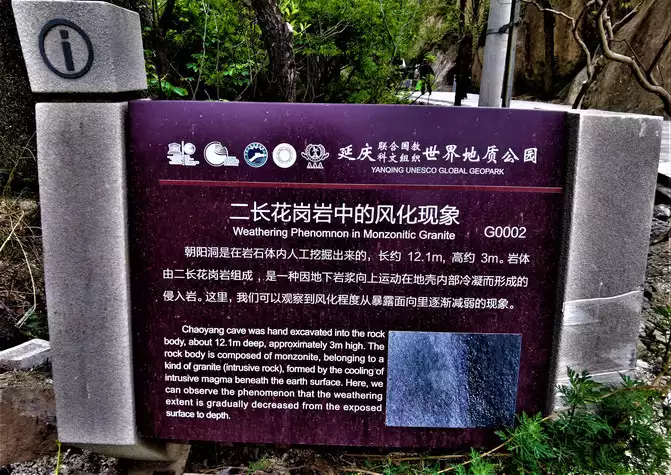 延庆 联合国教科文组织 世界地质公园
YANQING UNESCO GLOBAL GEOPARK
二长花岗岩中的风化现象
Weathering Phenomnon in Monzonitic Granite G0002
朝阳洞是在岩石体内人工挖掘出来的，长约 12.1m, 高约 3m。岩体
由二长花岗岩组成，是一种因地下岩浆向上运动在地壳内部冷凝而形成的
侵入岩。这里，我们可以观察到风化程度从暴露面向里逐渐减弱的现象。
Chaoyang cave was hand excavated into the rock
body, about 12.1m deep, approximately 3m high. The
rock body is composed of monzonite, belonging to a
kind of granite (intrusive rock), formed by the cooling of
intrusive magma beneath the earth surface. Here, we
can observe the phenomenon that the weathering
extent is gradually decreased from the exposed
surface to depth.